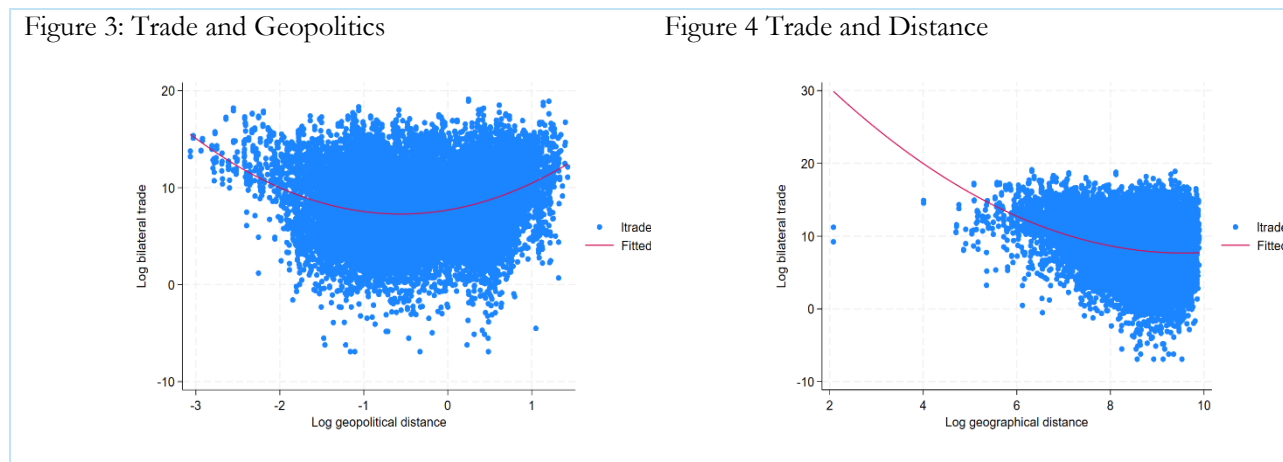 Figure 3: Trade and Geopolitics
20
10
0
-10
-3 -2 -1 0 1
Log bilateral trade
Log geopolitical distance
ltrade
Fitted
Figure 4 Trade and Distance
30
20
10
0
-10
2 4 6 8 10
Log bilateral trade
Log geographical distance
ltrade
Fitted